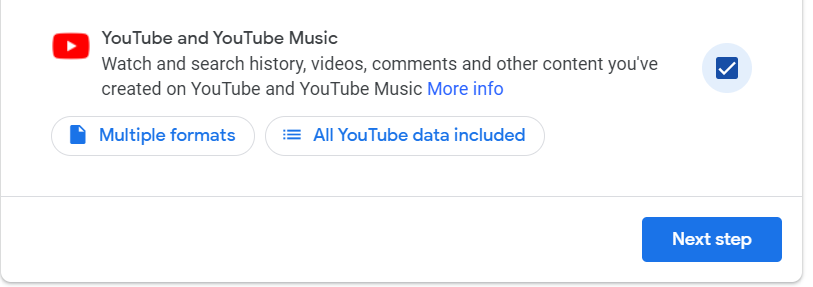 YouTube and YouTube Music
Watch and search history, videos, comments and other content you've
created on YouTube and YouTube Music More info
Multiple formats
All YouTube data included
Next step